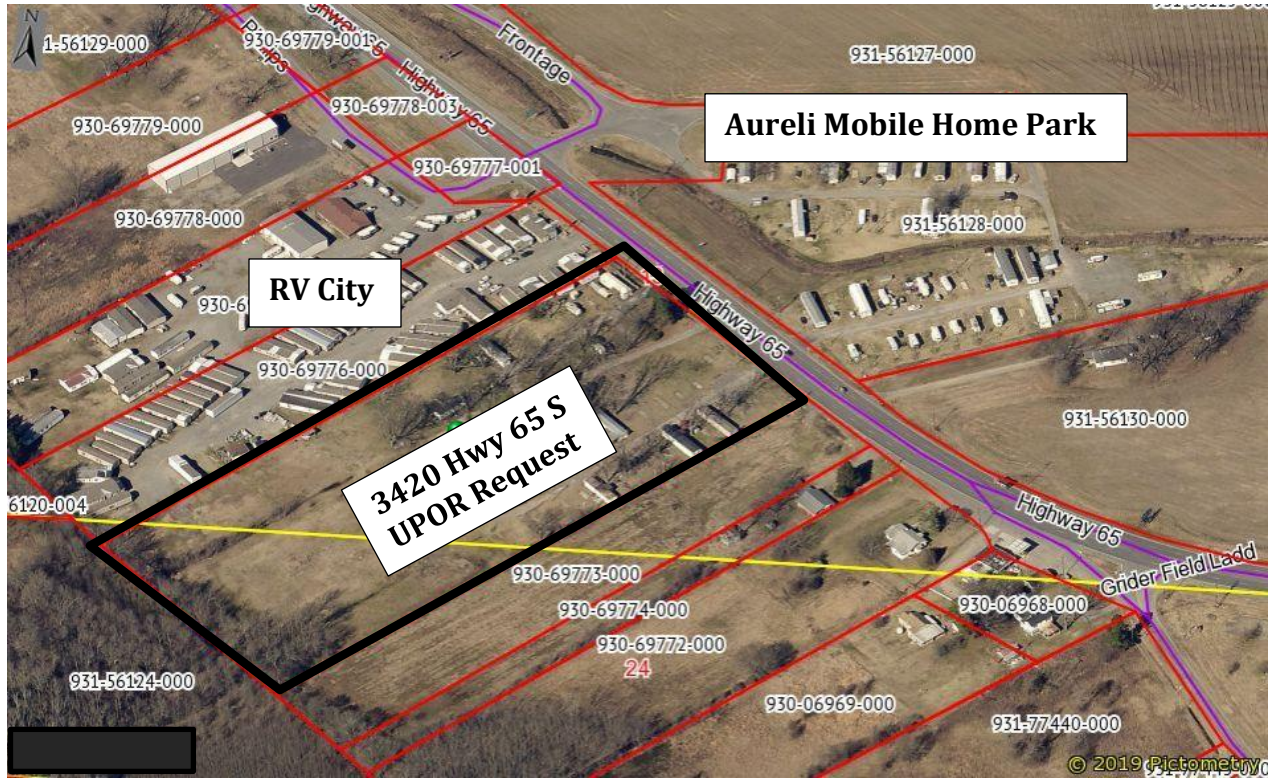 N
1-56129-000
930-69779-001
Highway 65
Phillips
Frontage
931-56127-000
Highway 65
930-69778-003
930-69779-000
Aureli Mobile Home Park
930-69777-001
930-69778-000
931-56128-000
RV City
Highway 65
930-69776-000
931-56130-000
3420 Hwy 65 S
UPOR Request
6120-004
Highway 65
Grider Field Ladd
930-69773-000
930-69774-000
930-06968-000
930-69772-000
24
931-56124-000
930-06969-000
931-77440-000
© 2019 Pictometry